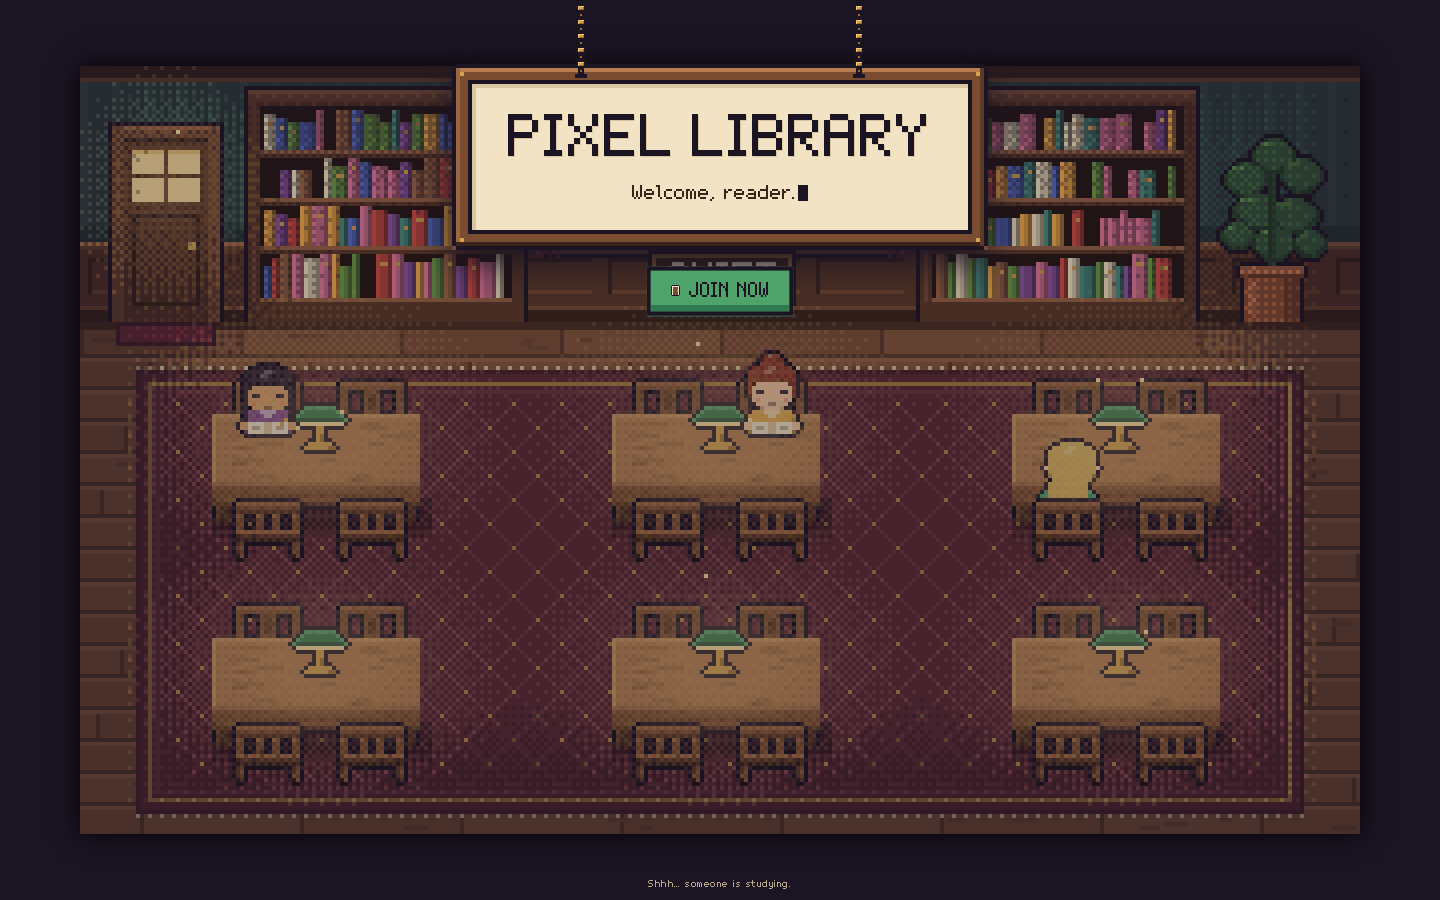 PIXEL LIBRARY
Welcome, reader.
JOIN NOW
Shhh… someone is studying.